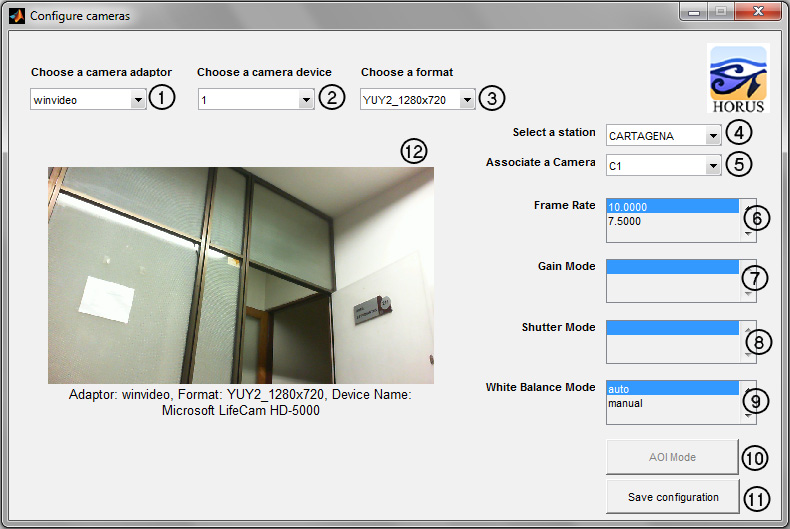 Configure cameras
Choose a camera adaptor
Choose a camera device
Choose a format
winvideo
1
1
2
YUY2_1280x720
3
HORUS
Select a station
CARTAGENA
4
Associate a Camera
C1
5
12
Frame Rate
10.0000
7.5000
6
Gain Mode
7
Shutter Mode
8
White Balance Mode
auto
manual
9
Adaptor: winvideo, Format: YUY2_1280x720, Device Name:
Microsoft LifeCam HD-5000
AOI Mode
10
Save configuration
11